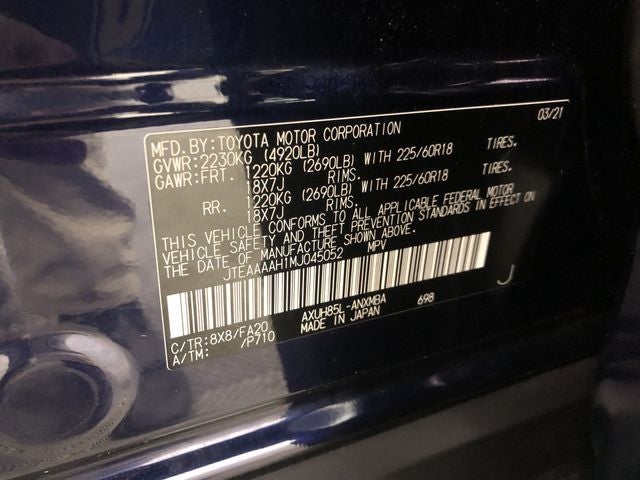 MFD.BY:TOYOTA MOTOR CORPORATION 03/21
GVWR:2230KG (4920LB)
GAWR:FRT. 1220KG (2690LB) WITH 225/60R18 TIRES.
18X7J RIMS.
RR. 1220KG (2690LB) WITH 225/60R18 TIRES.
18X7J RIMS.
THIS VEHICLE CONFORMS TO ALL APPLICABLE FEDERAL MOTOR
VEHICLE SAFETY AND THEFT PREVENTION STANDARDS IN EFFECT ON
THE DATE OF MANUFACTURE SHOWN ABOVE.
JTEAAAAH1MJ045052 MPV
J
C/TR:8X8/FA20 AXUH85L-ANXMBA 698
A/TM: /P710 MADE IN JAPAN